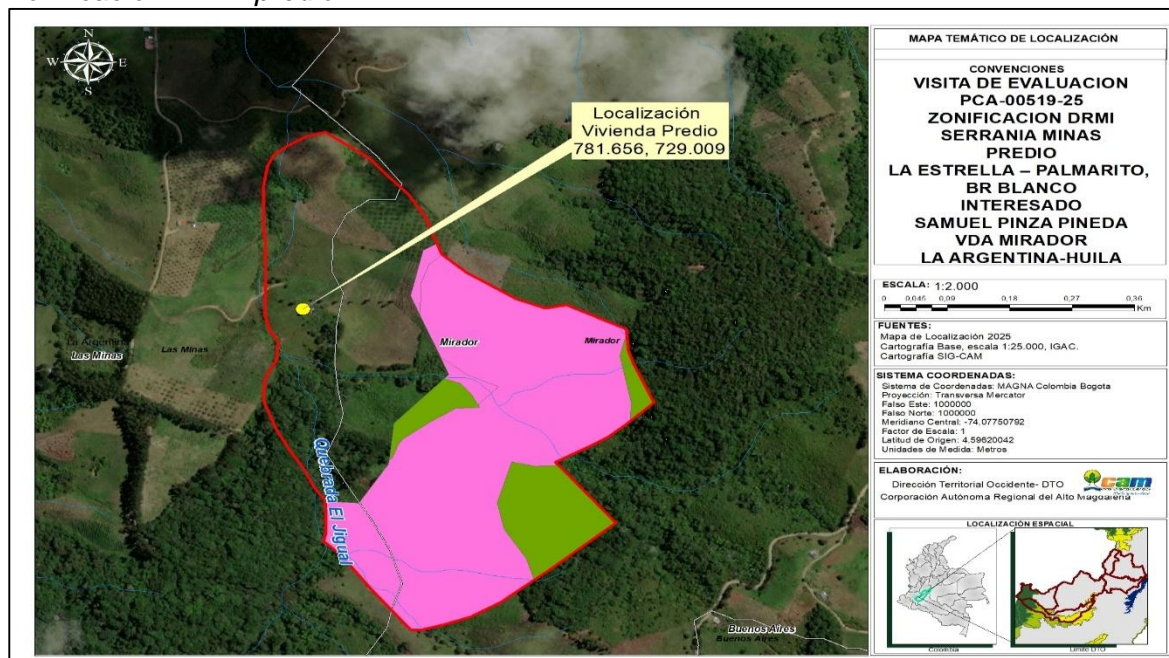 N
W E
S
Localización
Vivienda Predio
781.656, 729.009
La Argentina
Las Minas
Las Minas
Mirador
Mirador
Quebrada El Jigual
Buenos Aires
Buenos Aires
MAPA TEMÁTICO DE LOCALIZACIÓN
CONVENCIONES
VISITA DE EVALUACION
PCA-00519-25
ZONIFICACION DRMI
SERRANIA MINAS
PREDIO
LA ESTRELLA – PALMARITO,
BR BLANCO
INTERESADO
SAMUEL PINZA PINEDA
VDA MIRADOR
LA ARGENTINA-HUILA
ESCALA: 1:2.000
0 0,045 0,09 0,18 0,27 0,36
Km
FUENTES:
Mapa de Localización 2025
Cartografía Base, escala 1:25.000, IGAC.
Cartografía SIG-CAM
SISTEMA COORDENADAS:
Sistema de Coordenadas: MAGNA Colombia Bogota
Proyección: Transversa Mercator
Falso Este: 1000000
Falso Norte: 1000000
Meridiano Central: -74.07750792
Factor de Escala: 1
Latitud de Origen: 4.59620042
Unidades de Medida: Metros
ELABORACIÓN:
Dirección Territorial Occidente- DTO
Corporación Autónoma Regional del Alto Magdalena
cam
LOCALIZACIÓN ESPACIAL
Colombia
Límite DTO